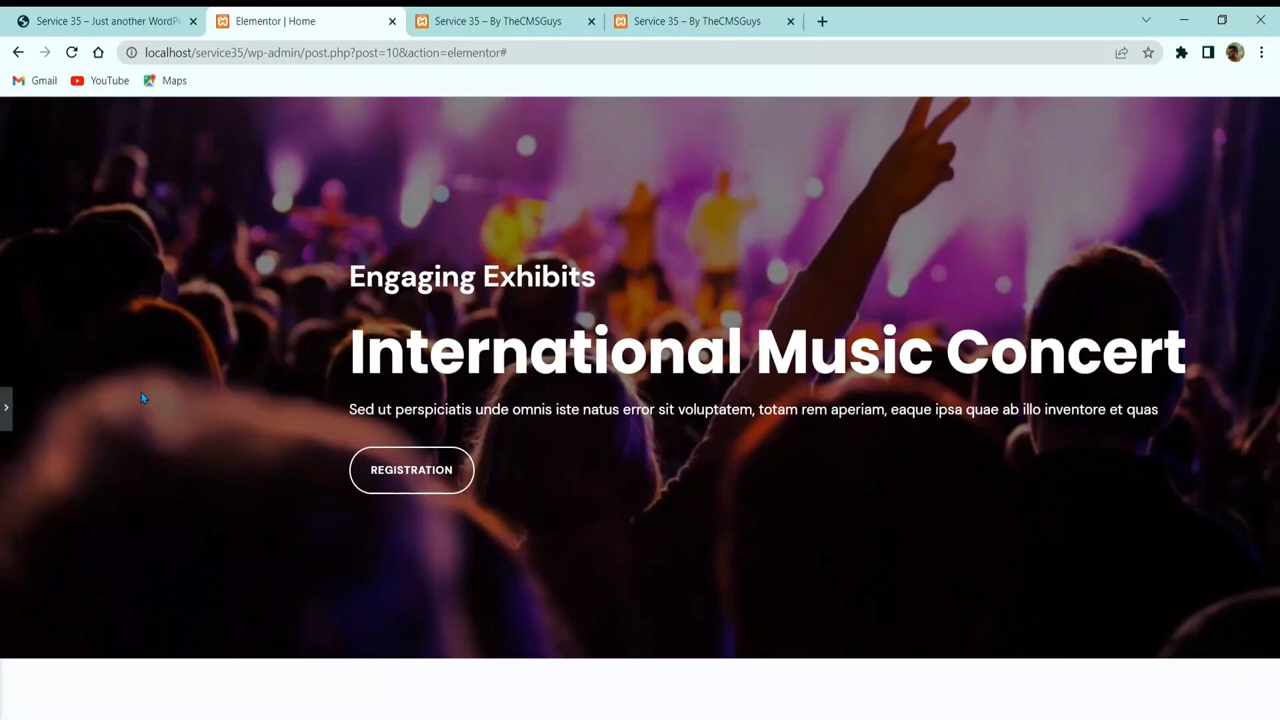 Service 35 – Just another WordPr
Elementor | Home
Service 35 – By TheCMSGuys
Service 35 – By TheCMSGuys
localhost/service35/wp-admin/post.php?post=10&action=elementor#
Gmail
YouTube
Maps
Engaging Exhibits
International Music Concert
Sed ut perspiciatis unde omnis iste natus error sit voluptatem, totam rem aperiam, eaque ipsa quae ab illo inventore et quas
REGISTRATION